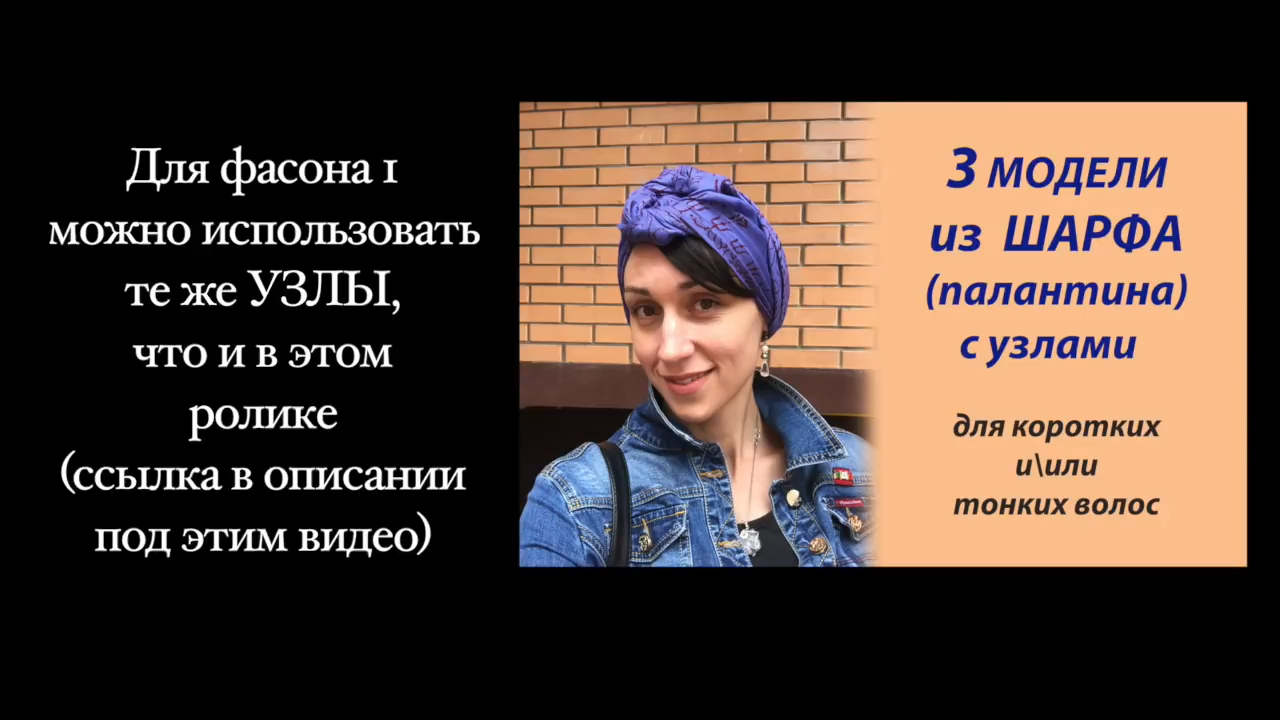 Для фасона 1
можно использовать
те же УЗЛЫ,
что и в этом
ролике
(ссылка в описании
под этим видео)
3 МОДЕЛИ
из ШАРФА
(палантина)
с узлами
для коротких
и\или
тонких волос